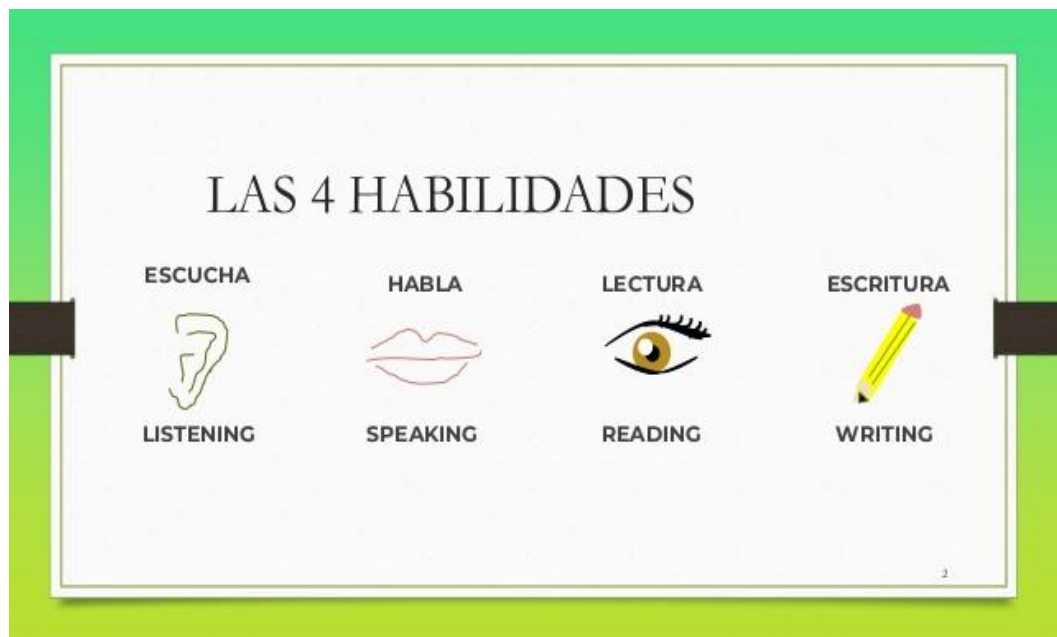 LAS 4 HABILIDADES
ESCUCHA
HABLA
LECTURA
ESCRITURA
LISTENING
SPEAKING
READING
WRITING
2